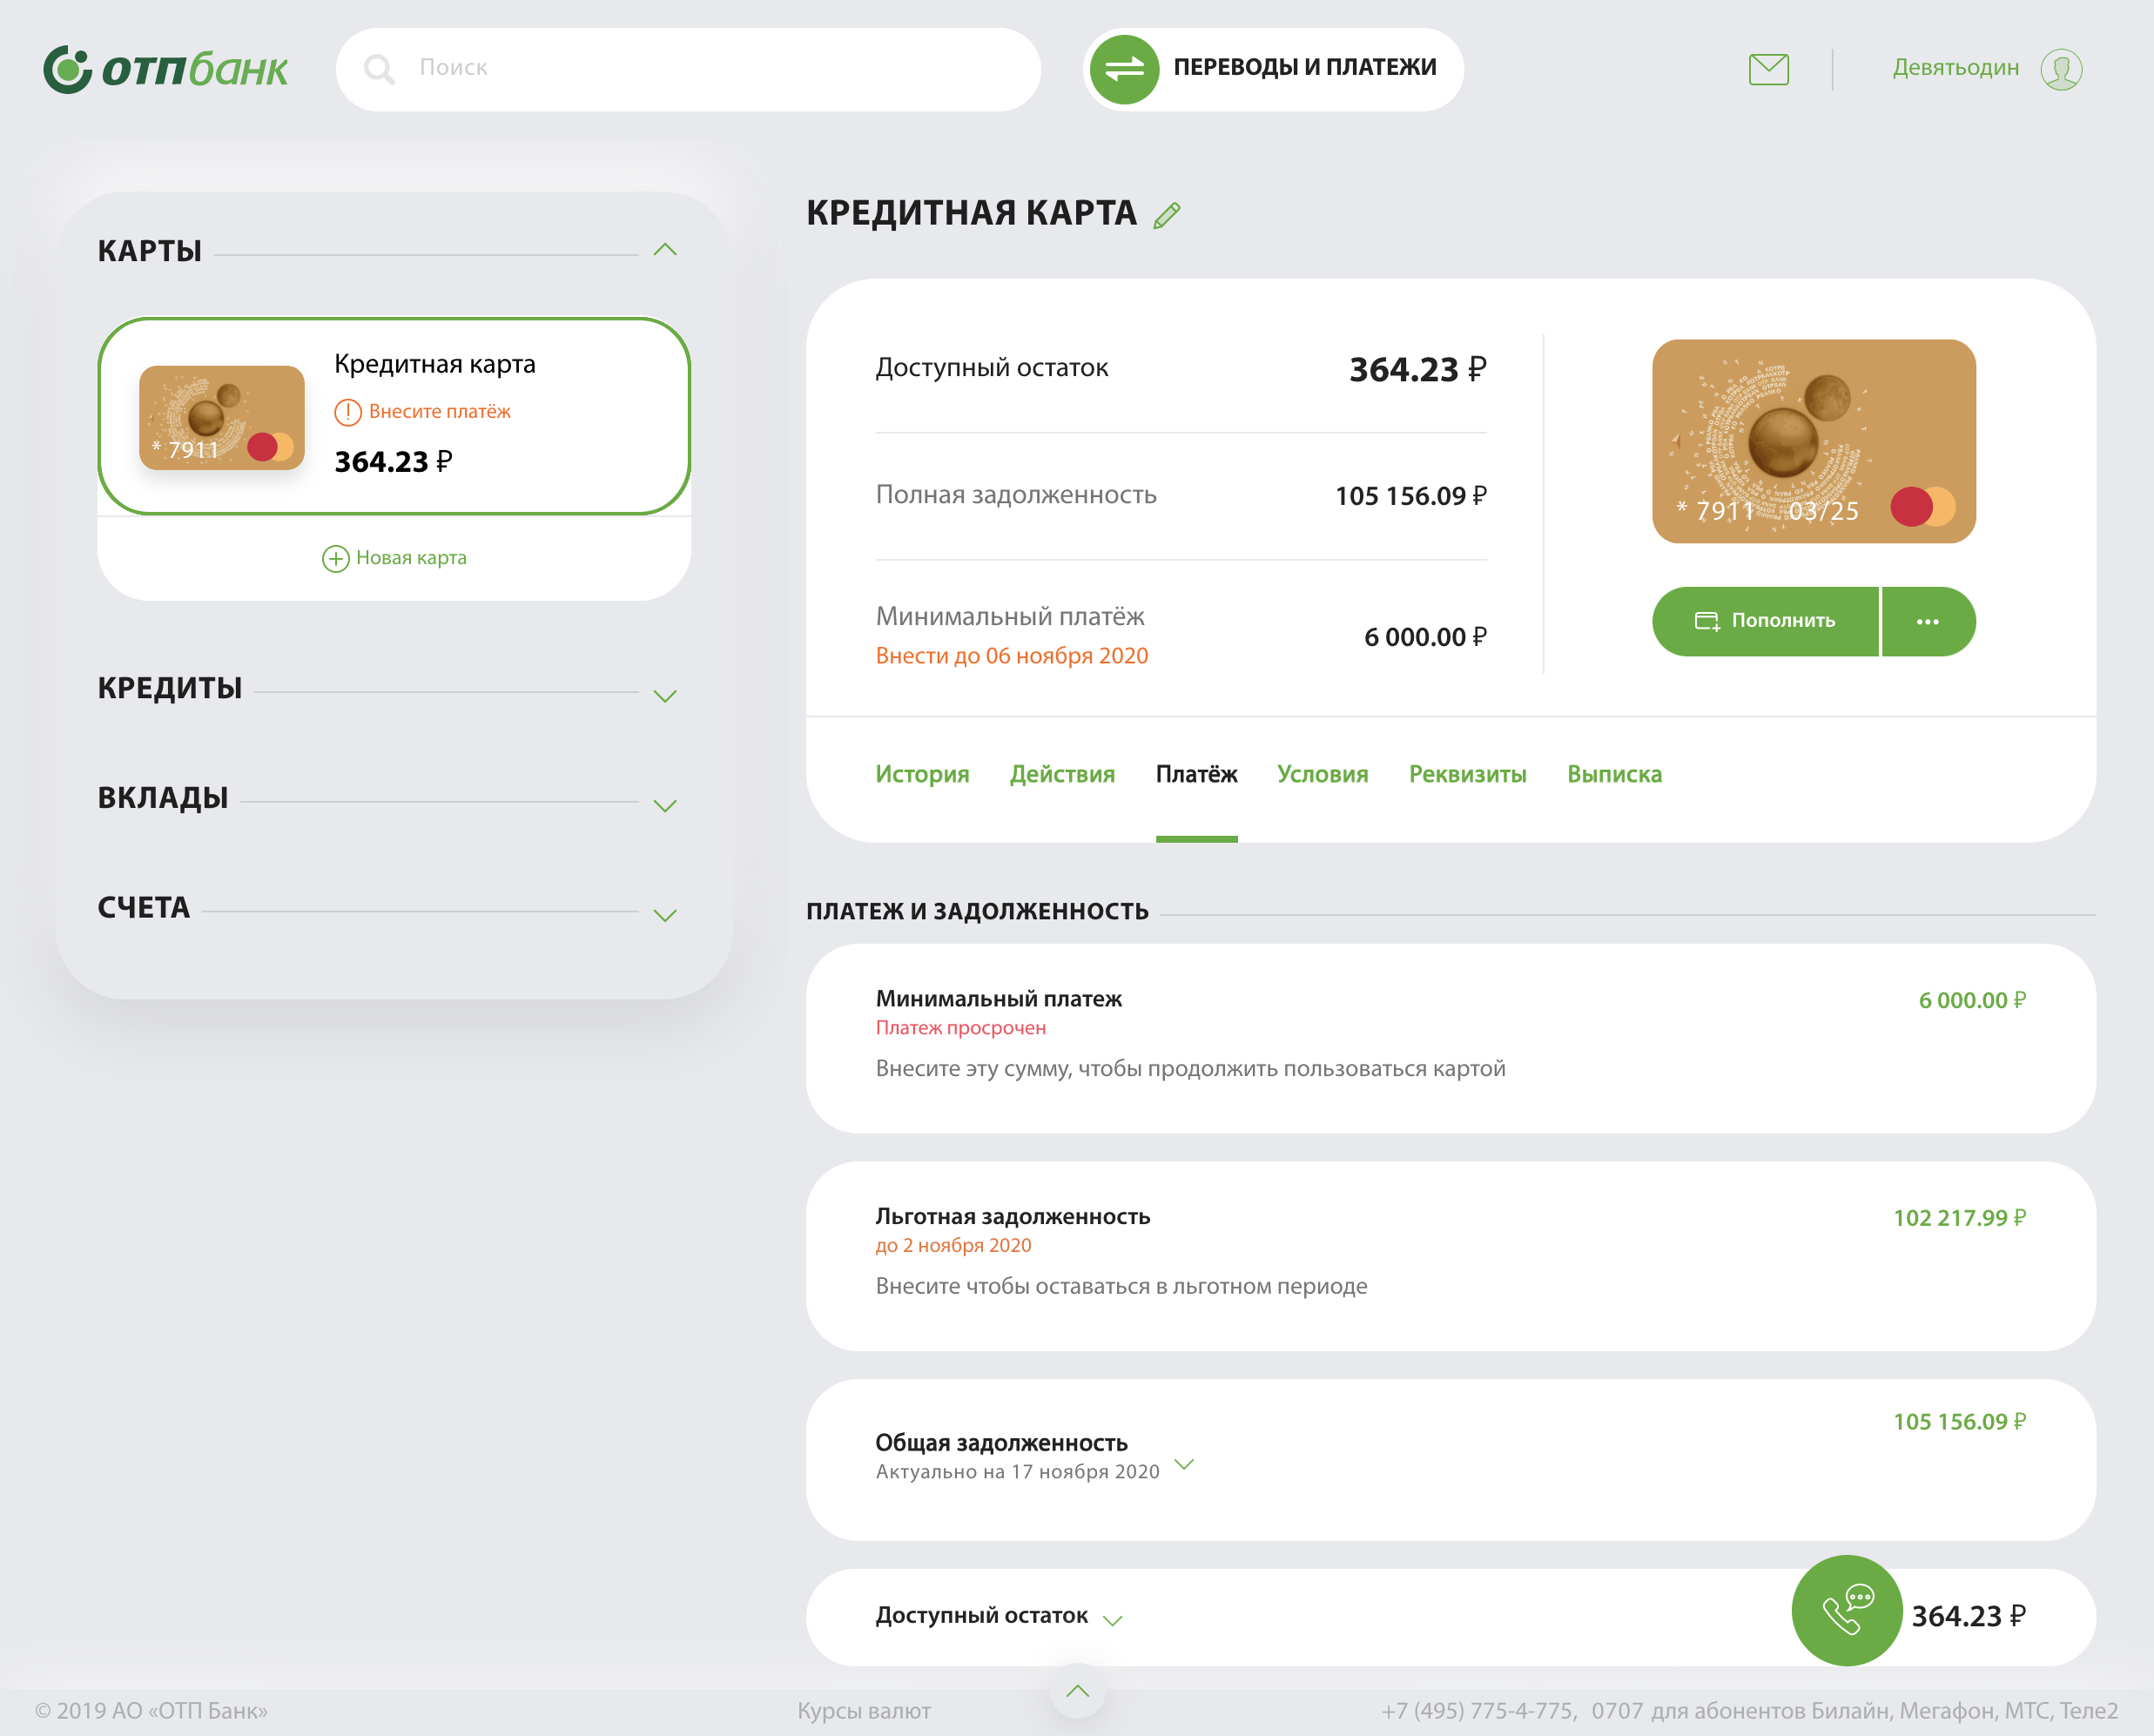 ОТПбанк
Поиск
ПЕРЕВОДЫ И ПЛАТЕЖИ
Девятьодин
КАРТЫ
Кредитная карта
Внесите платёж
* 7911
364.23 ₽
Новая карта
КРЕДИТЫ
ВКЛАДЫ
СЧЕТА
КРЕДИТНАЯ КАРТА
Доступный остаток 364.23 ₽
Полная задолженность 105 156.09 ₽
Минимальный платёж
Внести до 06 ноября 2020
6 000.00 ₽
* 7911 03/25
Пополнить
История Действия Платёж Условия Реквизиты Выписка
ПЛАТЕЖ И ЗАДОЛЖЕННОСТЬ
Минимальный платеж 6 000.00 ₽
Платеж просрочен
Внесите эту сумму, чтобы продолжить пользоваться картой
Льготная задолженность 102 217.99 ₽
до 2 ноября 2020
Внесите чтобы оставаться в льготном периоде
105 156.09 ₽
Общая задолженность
Актуально на 17 ноября 2020
Доступный остаток 364.23 ₽
© 2019 АО «ОТП Банк» Курсы валют +7 (495) 775-4-775, 0707 для абонентов Билайн, Мегафон, МТС, Теле2